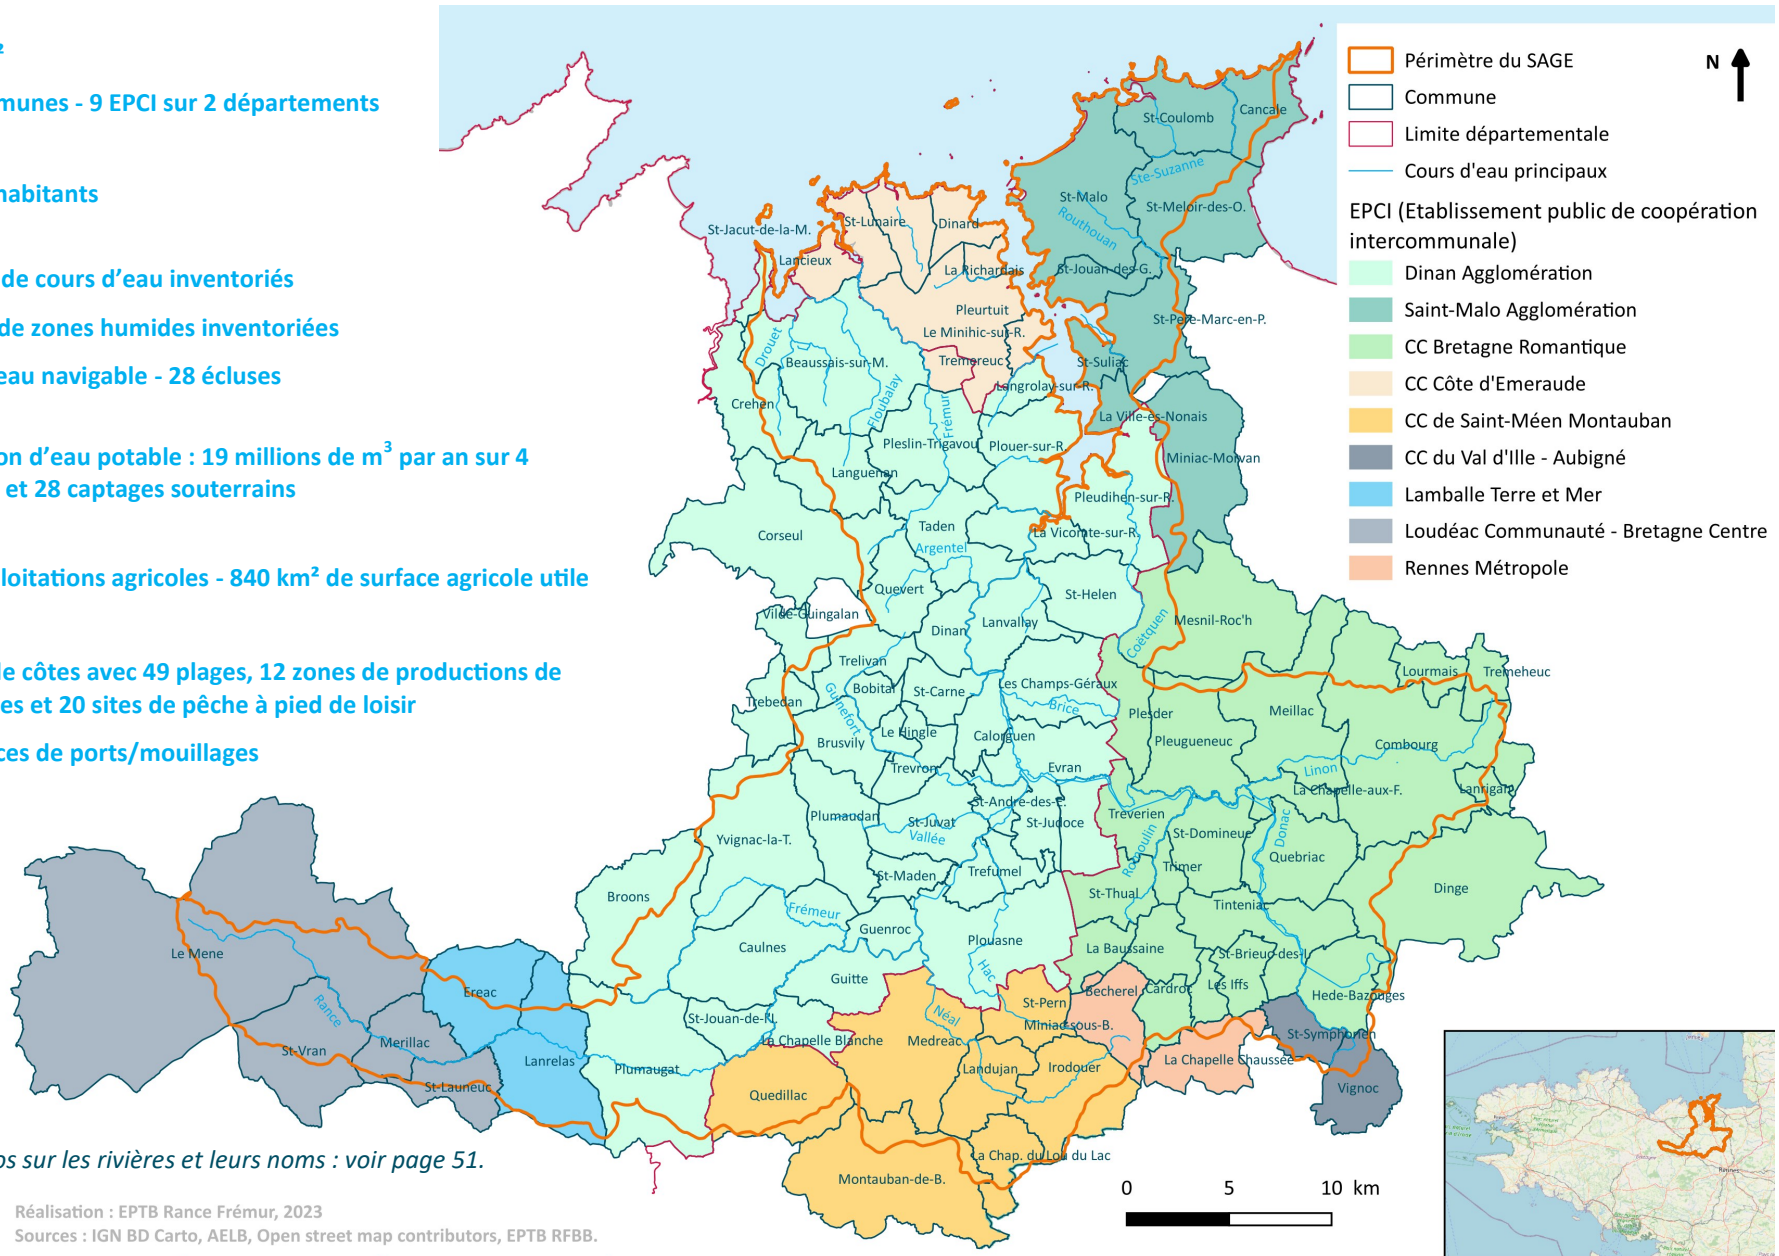 ²
munes - 9 EPCI sur 2 départements
habitants
de cours d’eau inventoriés
de zones humides inventoriées
eau navigable - 28 écluses
on d’eau potable : 19 millions de m³ par an sur 4
et 28 captages souterrains
loitations agricoles - 840 km² de surface agricole utile
de côtes avec 49 plages, 12 zones de productions de
es et 20 sites de pêche à pied de loisir
ces de ports/mouillages
os sur les rivières et leurs noms : voir page 51.
Réalisation : EPTB Rance Frémur, 2023
Sources : IGN BD Carto, AELB, Open street map contributors, EPTB RFBB.
Périmètre du SAGE
N
Commune
Limite départementale
Cours d'eau principaux
EPCI (Etablissement public de coopération
intercommunale)
Dinan Agglomération
Saint-Malo Agglomération
CC Bretagne Romantique
CC Côte d'Emeraude
CC de Saint-Méen Montauban
CC du Val d'Ille - Aubigné
Lamballe Terre et Mer
Loudéac Communauté - Bretagne Centre
Rennes Métropole
Cancale
St-Coulomb
Ste-Suzanne
St-Malo
Routhouan
St-Meloir-des-O.
St-Jacut-de-la-M.
St-Lunaire
Dinard
Lancieux
La Richardais
St-Jouan-des-G.
Pleurtuit
St-Pere-Marc-en-P.
Le Minihic-sur-R.
Drouet
Beaussais-sur-M.
Tremereuc
St-Suliac
Langrolay-sur-R.
Floubalay
Crehen
Frémur
La Ville-es-Nonais
Pleslin-Trigavou
Plouer-sur-R.
Languenan
Miniac-Morvan
Pleudihen-sur-R.
Corseul
Taden
La Vicomte-sur-R.
Argentel
Quevert
St-Helen
Vilde-Guingalan
Dinan
Lanvallay
Coëtquen
Mesnil-Roc'h
Trelivan
Lourmais
Tremeheuc
Bobital
St-Carne
Les Champs-Géraux
Trebedan
Guinefort
Brice
Plesder
Meillac
Brusvily
Le Hingle
Calorguen
Pleugueneuc
Combourg
Trevron
Evran
Linon
La Chapelle-aux-F.
Lanrigan
Plumaudan
St-Andre-des-E.
Yvignac-la-T.
St-Juvat
St-Judoce
Treverien
Vallée
St-Domineuc
Donac
Quebriac
Trimer
St-Maden
Trefumel
Broons
St-Thual
Dinge
Frémeur
Tinteniac
Guenroc
Caulnes
Plouasne
La Baussaine
Le Mene
St-Brieuc-des-I.
Hac
Guitte
Ereac
Becherel
Cardroc
Les Iffs
Hede-Bazouges
Rance
St-Pern
Néal
Miniac-sous-B.
St-Symphorien
La Chapelle Blanche
Medreac
St-Vran
Merillac
Lanrelas
Plumaugat
Landujan
Irodouer
La Chapelle Chaussée
St-Launeuc
Quedillac
Vignoc
La Chap. du Lou du Lac
Montauban-de-B.
0 5 10 km
Rennes